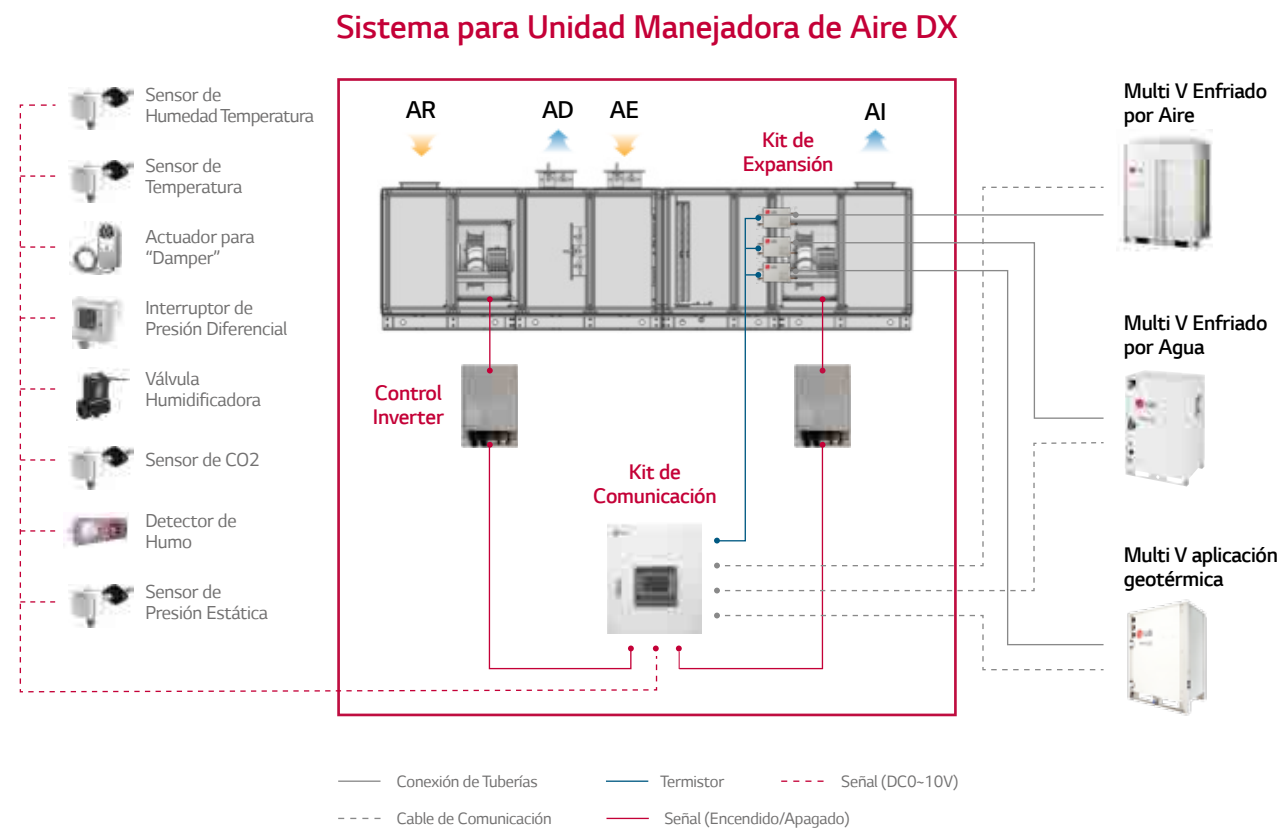 Sistema para Unidad Manejadora de Aire DX
Sensor de
Humedad Temperatura
Sensor de
Temperatura
Actuador para
“Damper”
Interruptor de
Presión Diferencial
Válvula
Humidificadora
Sensor de CO2
Detector de
Humo
Sensor de
Presión Estática
AR
AD
AE
AI
Kit de
Expansión
Control
Inverter
Kit de
Comunicación
Multi V Enfriado
por Aire
Multi V Enfriado
por Agua
LG
Multi V aplicación
geotérmica
LG
Conexión de Tuberías
Termistor
Señal (DC0~10V)
Cable de Comunicación
Señal (Encendido/Apagado)